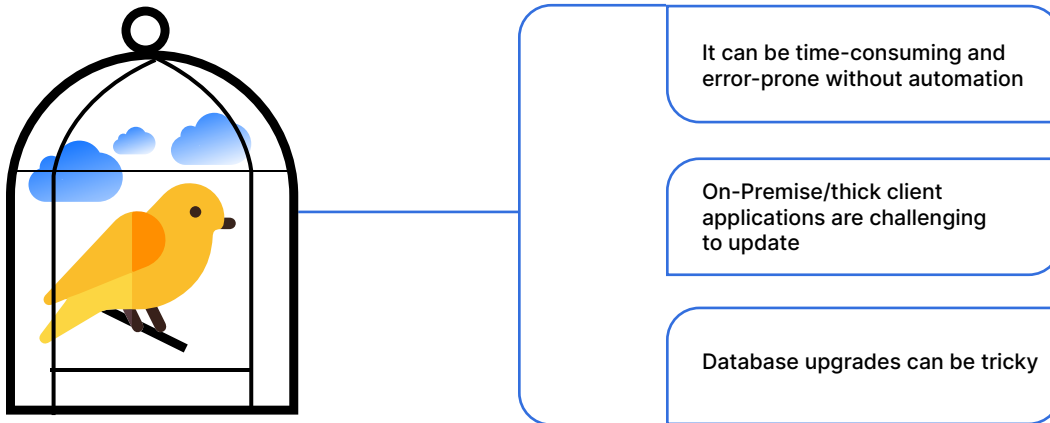 It can be time-consuming and
error-prone without automation
On-Premise/thick client
applications are challenging
to update
Database upgrades can be tricky